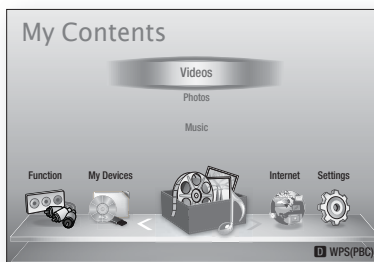 My Contents
Videos
Photos
Music
Function My Devices Internet Settings
D WPS(PBC)